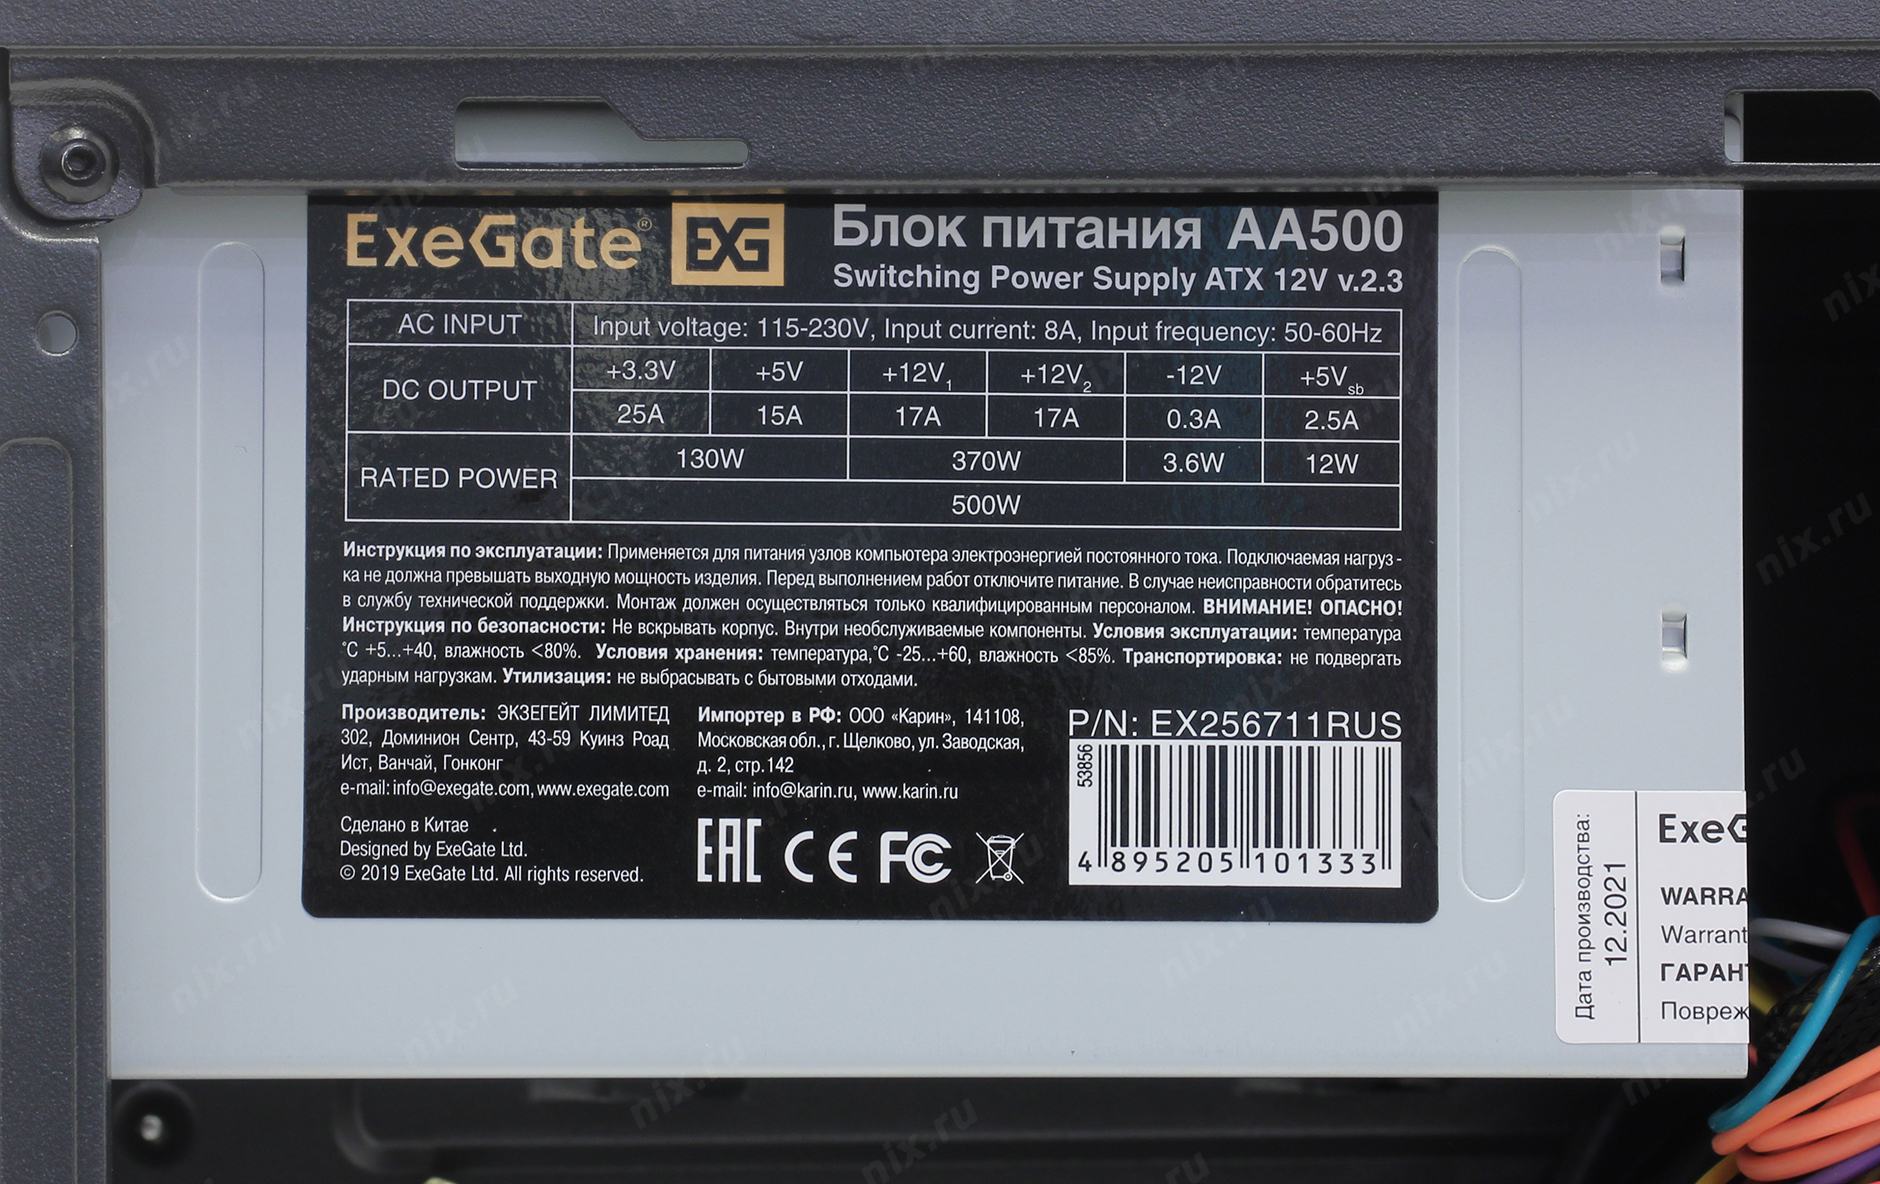 ExeGate® EXG
Блок питания AA500
Switching Power Supply ATX 12V v.2.3
AC INPUT Input voltage: 115-230V, Input current: 8A, Input frequency: 50-60Hz
DC OUTPUT +3.3V +5V +12V1 +12V2 -12V +5Vsb
25A 15A 17A 17A 0.3A 2.5A
RATED POWER 130W 370W 3.6W 12W
500W
Инструкция по эксплуатации: Применяется для питания узлов компьютера электроэнергией постоянного тока. Подключаемая нагруз-
ка не должна превышать выходную мощность изделия. Перед выполнением работ отключите питание. В случае неисправности обратитесь
в службу технической поддержки. Монтаж должен осуществляться только квалифицированным персоналом. ВНИМАНИЕ! ОПАСНО!
Инструкция по безопасности: Не вскрывать корпус. Внутри необслуживаемые компоненты. Условия эксплуатации: температура
°C +5...+40, влажность <80%. Условия хранения: температура,°C -25...+60, влажность <85%. Транспортировка: не подвергать
ударным нагрузкам. Утилизация: не выбрасывать с бытовыми отходами.
Производитель: ЭКЗЕГЕЙТ ЛИМИТЕД
302, Доминион Сентр, 43-59 Куинз Роад
Ист, Ванчай, Гонконг
e-mail: info@exegate.com, www.exegate.com
Сделано в Китае
Designed by ExeGate Ltd.
© 2019 ExeGate Ltd. All rights reserved.
Импортер в РФ: ООО «Карин», 141108,
Московская обл., г. Щелково, ул. Заводская,
д. 2, стр.142
e-mail: info@karin.ru, www.karin.ru
EAC CE FC
P/N: EX256711RUS
53856
4 895205 101333
Дата производства:
12.2021
ExeG
WARRA
Warrant
ГАРАНТ
Повреж
nix.ru